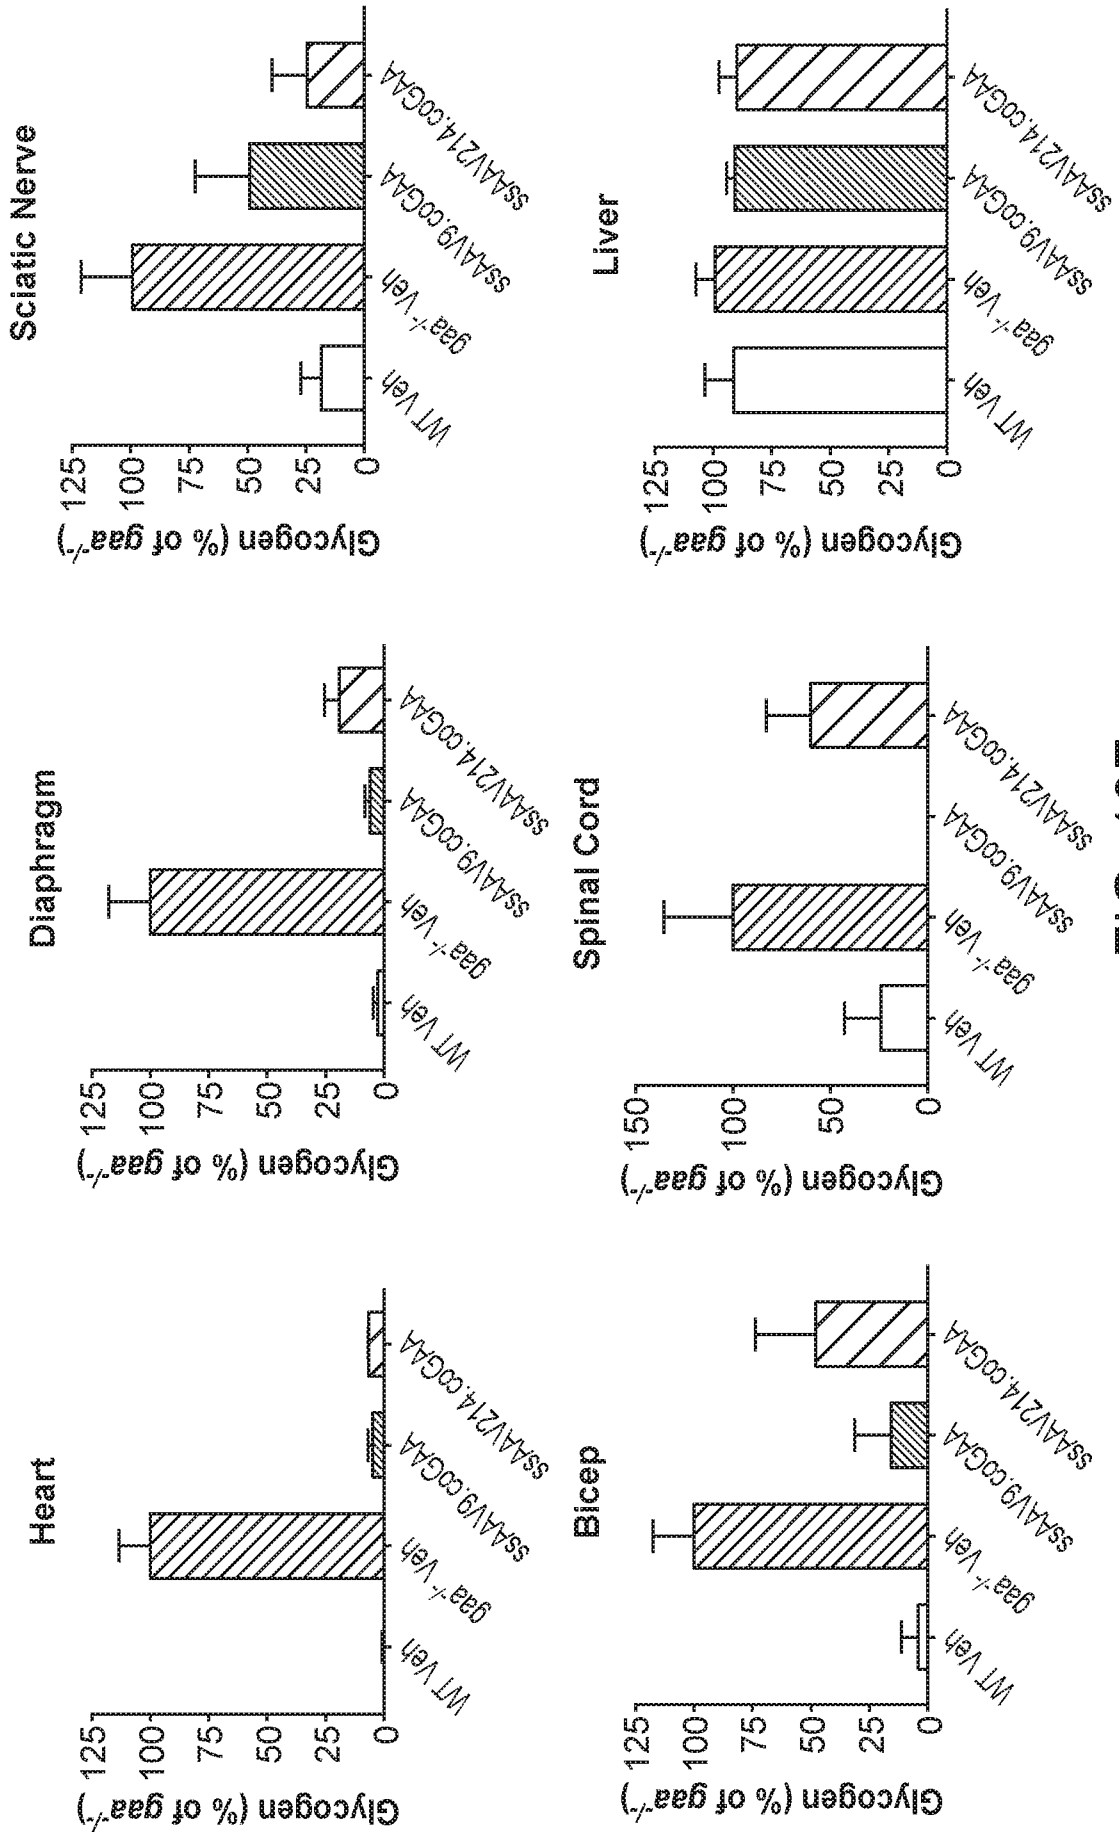 Heart
Glycogen (% of gaa-/-)
125
100
75
50
25
0
WT Veh
gaa-/- Veh
ssAAV9.coGAA
ssAAV214.coGAA
Diaphragm
Glycogen (% of gaa-/-)
125
100
75
50
25
0
WT Veh
gaa-/- Veh
ssAAV9.coGAA
ssAAV214.coGAA
Sciatic Nerve
Glycogen (% of gaa-/-)
125
100
75
50
25
0
WT Veh
gaa-/- Veh
ssAAV9.coGAA
ssAAV214.coGAA
Bicep
Glycogen (% of gaa-/-)
125
100
75
50
25
0
WT Veh
gaa-/- Veh
ssAAV9.coGAA
ssAAV214.coGAA
Spinal Cord
Glycogen (% of gaa-/-)
150
100
50
0
WT Veh
gaa-/- Veh
ssAAV9.coGAA
ssAAV214.coGAA
Liver
Glycogen (% of gaa-/-)
125
100
75
50
25
0
WT Veh
gaa-/- Veh
ssAAV9.coGAA
ssAAV214.coGAA